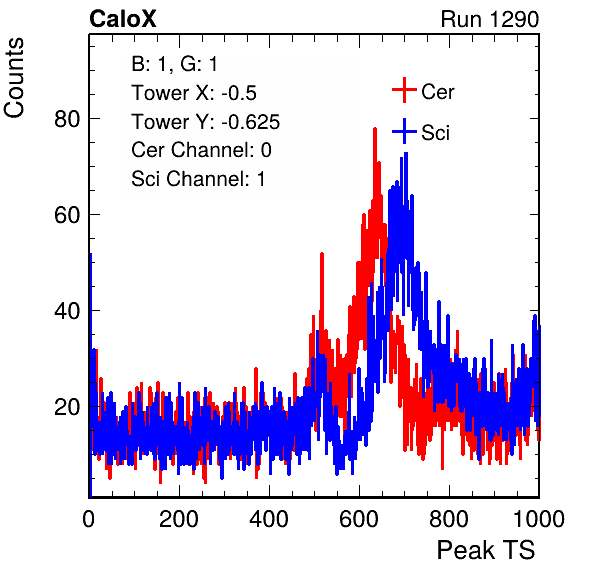 CaloX Run 1290
Counts
B: 1, G: 1
Tower X: -0.5
Tower Y: -0.625
Cer Channel: 0
Sci Channel: 1
Cer
Sci
80
60
40
20
0 200 400 600 800 1000
Peak TS